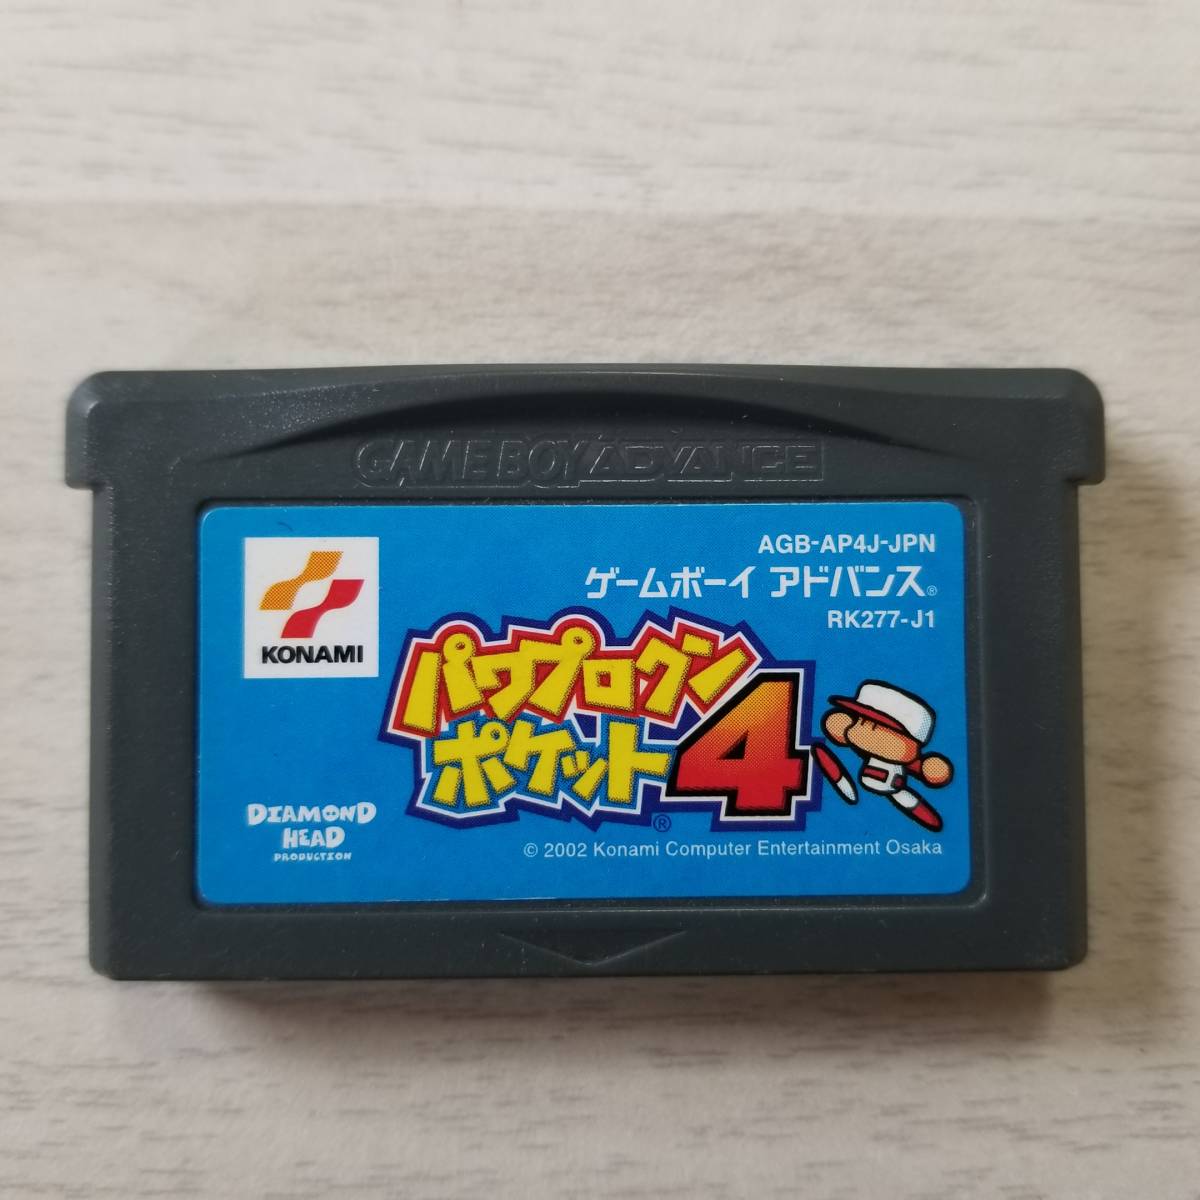 GAME BOY ADVANCE
KONAMI
AGB-AP4J-JPN
ゲームボーイ アドバンス®
RK277-J1
パワプロクン
ポケット4
®
DIAMOND
HEAD
PRODUCTION
© 2002 Konami Computer Entertainment Osaka